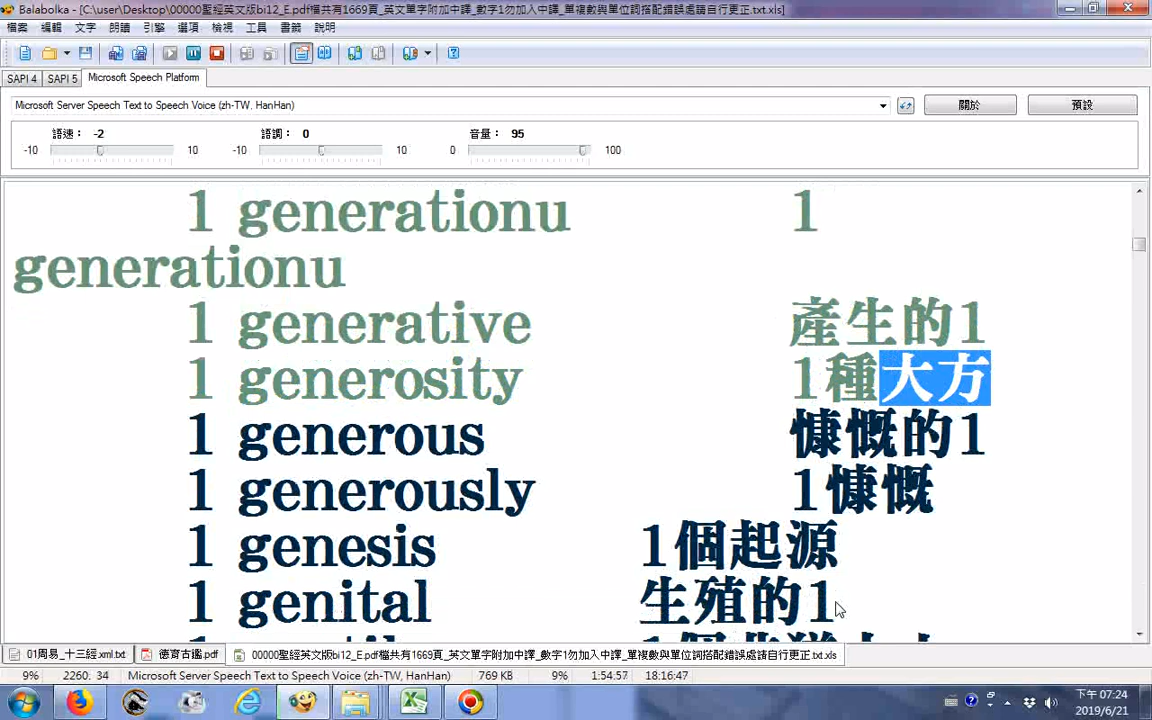 Balabolka - [C:\user\Desktop\00000聖經英文版bi12_E.pdf檔共有1669頁_英文單字附加中譯_數字1勿加入中譯_單複數與單位詞搭配錯誤處請自行更正.txt.xls]
檔案 編輯 文字 朗讀 引擎 選項 檢視 工具 書籤 說明
SAPI 4 SAPI 5 Microsoft Speech Platform
Microsoft Server Speech Text to Speech Voice (zh-TW, HanHan) 關於 預設
語速： -2 語調： 0 音量： 95
-10 10 -10 10 0 100
1 generationu 1
generationu
1 generative 產生的1
1 generosity 1種大方
1 generous 慷慨的1
1 generously 1慷慨
1 genesis 1個起源
1 genital 生殖的1
01周易_十三經.xml.txt 德育古鑑.pdf 00000聖經英文版bi12_E.pdf檔共有1669頁_英文單字附加中譯_數字1勿加入中譯_單複數與單位詞搭配錯誤處請自行更正.txt.xls
9% 2260. 34 Microsoft Server Speech Text to Speech Voice (zh-TW, HanHan) 769 KB 9% 1:54:57 18:16:47
下午 07:24
2019/6/21